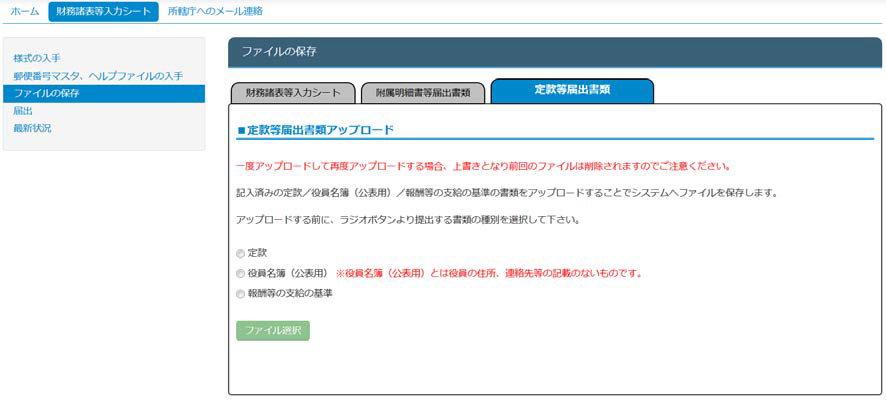 ホーム 財務諸表等入力シート 所轄庁へのメール連絡
様式の入手
郵便番号マスタ、ヘルプファイルの入手
ファイルの保存
届出
最新状況
ファイルの保存
財務諸表等入力シート 附属明細書等届出書類 定款等届出書類
■定款等届出書類アップロード
一度アップロードして再度アップロードする場合、上書きとなり前回のファイルは削除されますのでご注意ください。
記入済みの定款／役員名簿（公表用）／報酬等の支給の基準の書類をアップロードすることでシステムへファイルを保存します。
アップロードする前に、ラジオボタンより提出する書類の種別を選択して下さい。
定款
役員名簿（公表用） ※役員名簿（公表用）とは役員の住所、連絡先等の記載のないものです。
報酬等の支給の基準
ファイル選択